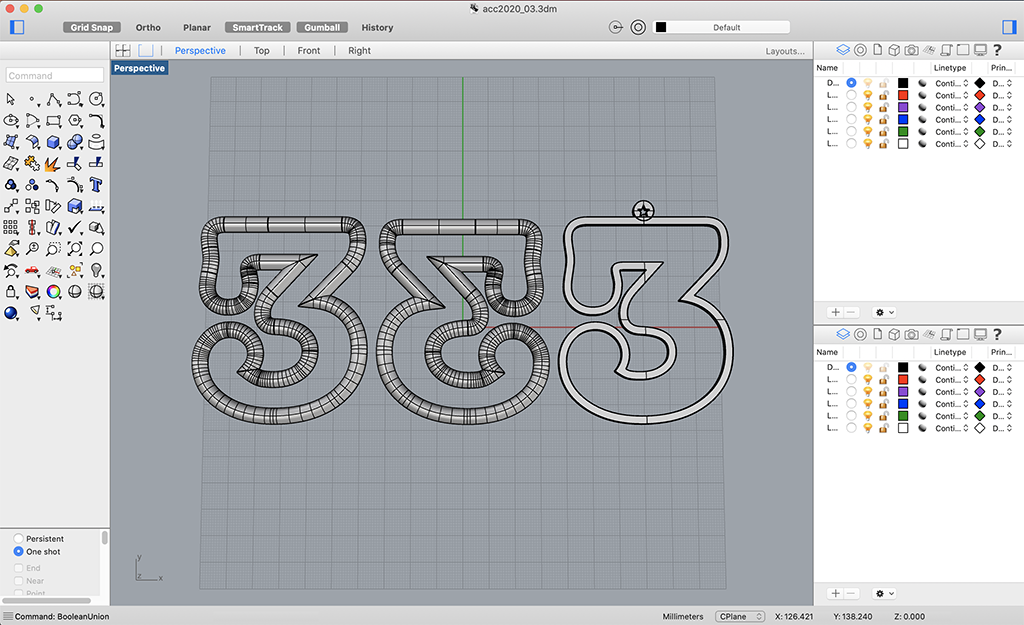 acc2020_03.3dm
Grid Snap Ortho Planar SmartTrack Gumball History Default
Perspective Top Front Right Layouts...
Perspective
Command
Name Linetype Prin...
D... Conti... D...
L... Conti... D...
L... Conti... D...
L... Conti... D...
L... Conti... D...
L... Conti... D...
3 3
Name Linetype Prin...
D... Conti... D...
L... Conti... D...
L... Conti... D...
L... Conti... D...
L... Conti... D...
L... Conti... D...
Persistent
One shot
End
Near
Point
y
z x
Command: BooleanUnion Millimeters CPlane X: 126.421 Y: 138.240 Z: 0.000